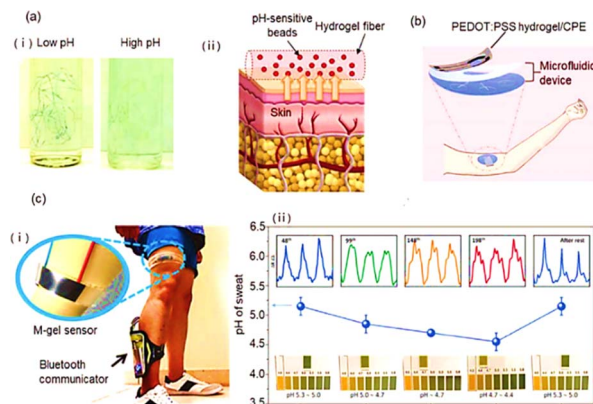 (a)
(i) Low pH High pH
(ii)
pH-sensitive
beads
Hydrogel fiber
Skin
(b)
PEDOT:PSS hydrogel/CPE
Microfluidic
device
(c)
(i)
M-gel sensor
Bluetooth
communicator
(ii)
pH of sweat
6.5
6.0
5.5
5.0
4.5
4.0
3.5
48th
99th
148th
198th
After rest
pH 5.3 – 5.0
pH 5.0 – 4.7
pH ~4.7
pH 4.7 – 4.4
pH 5.3 – 5.0